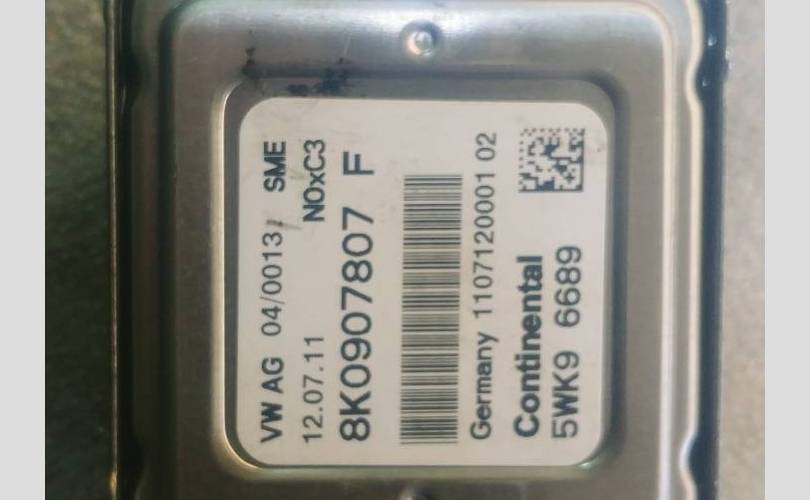 VW AG 04/0013/ SME
12.07.11 NOxC3
8K0907807 F
Germany 1107120001 02
Continental
5WK9 6689